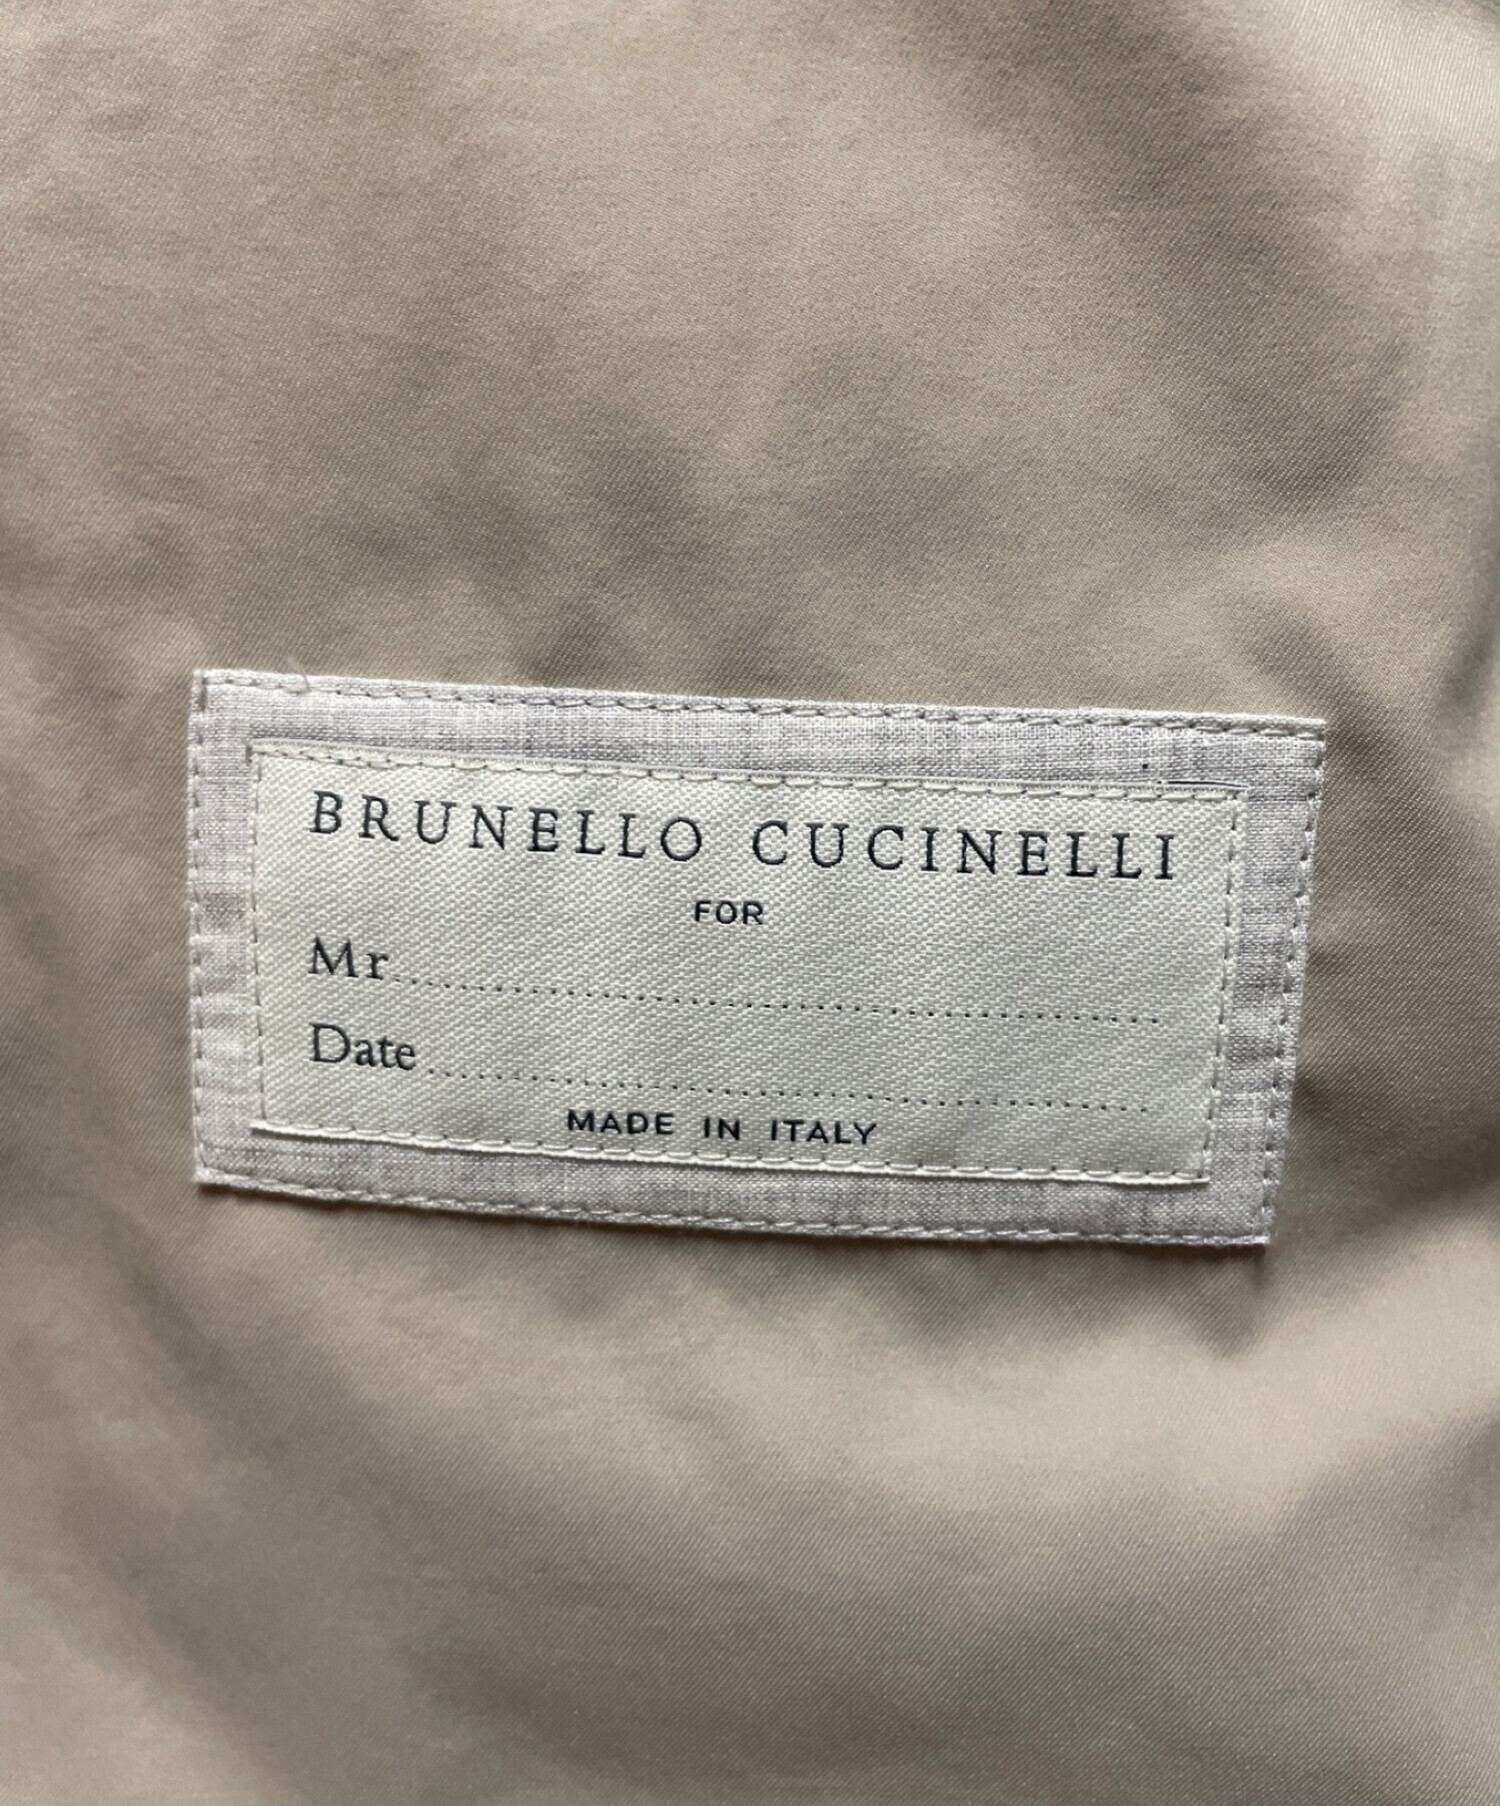 BRUNELLO CUCINELLI
FOR
Mr.......................................................
Date.....................................................
MADE IN ITALY